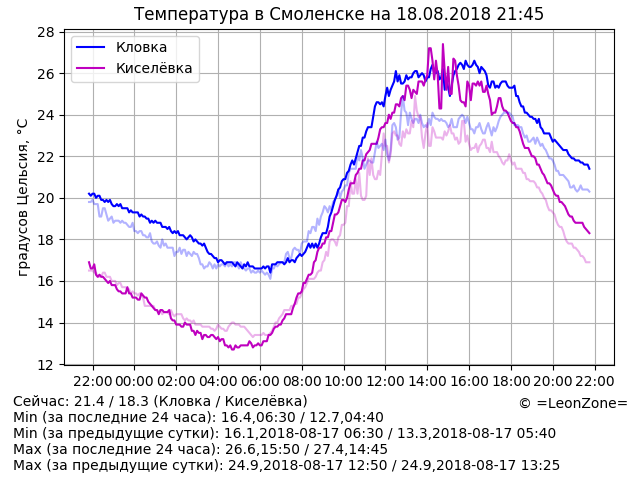 Температура в Смоленске на 18.08.2018 21:45
28
26
24
22
20
18
16
14
12
градусов Цельсия, °C
Кловка
Киселёвка
22:00 00:00 02:00 04:00 06:00 08:00 10:00 12:00 14:00 16:00 18:00 20:00 22:00
Сейчас: 21.4 / 18.3 (Кловка / Киселёвка)
© =LeonZone=
Min (за последние 24 часа): 16.4,06:30 / 12.7,04:40
Min (за предыдущие сутки): 16.1,2018-08-17 06:30 / 13.3,2018-08-17 05:40
Max (за последние 24 часа): 26.6,15:50 / 27.4,14:45
Max (за предыдущие сутки): 24.9,2018-08-17 12:50 / 24.9,2018-08-17 13:25